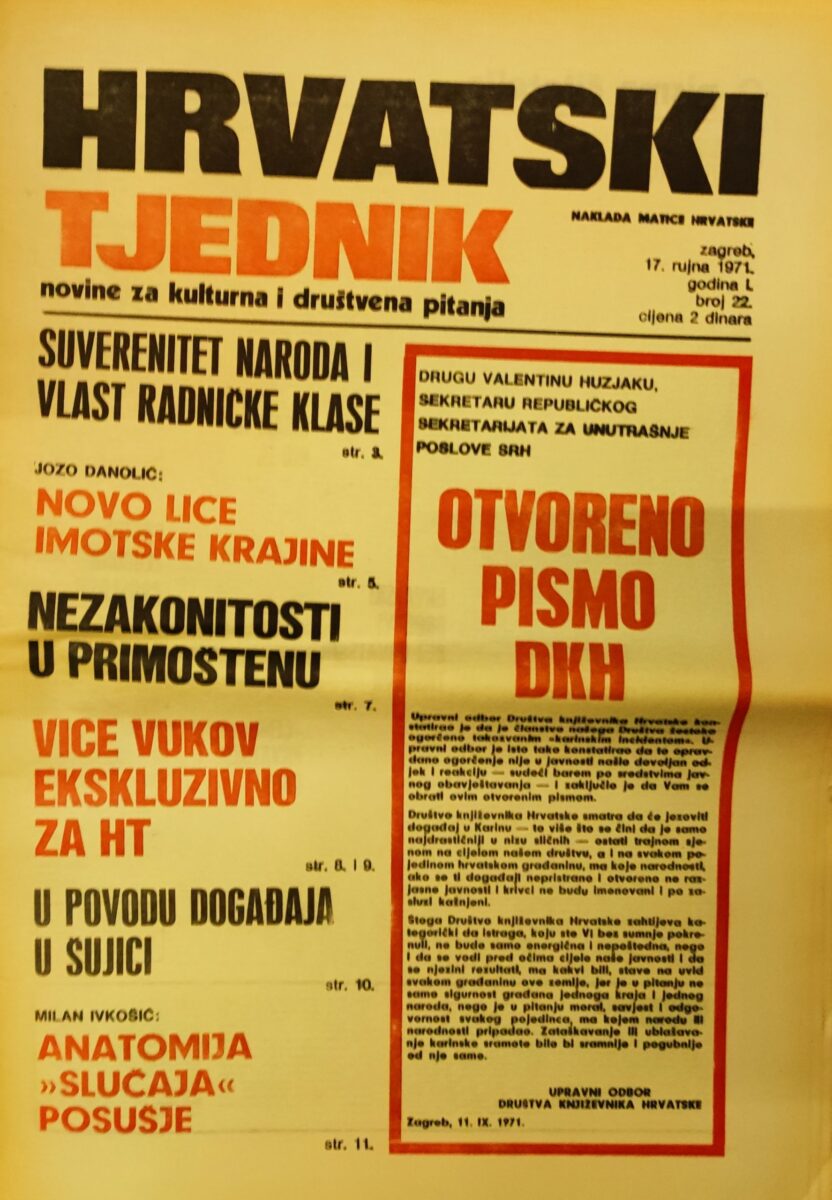 HRVATSKI
TJEDNIK
novine za kulturna i društvena pitanja
NAKLADA MATICE HRVATSKE
zagreb,
17. rujna 1971.
godina I.
broj 22.
cijena 2 dinara
SUVERENITET NARODA I
VLAST RADNIČKE KLASE
str. 3.
JOZO DANOLIĆ:
NOVO LICE
IMOTSKE KRAJINE
str. 5.
NEZAKONITOSTI
U PRIMOŠTENU
str. 7.
VICE VUKOV
EKSKLUZIVNO
ZA HT
str. 8. i 9.
U POVODU DOGAĐAJA
U ŠUJICI
str. 10.
MILAN IVKOŠIĆ:
ANATOMIJA
»SLUČAJA«
POSUŠJE
str. 11.
DRUGU VALENTINU HUZJAKU,
SEKRETARU REPUBLIČKOG
SEKRETARIJATA ZA UNUTRAŠNJE
POSLOVE SRH
OTVORENO
PISMO
DKH
Upravni odbor Društva književnika Hrvatske kon-
statirao je da je članstvo našega Društva žestoko
ogorčeno takozvanim »karinskim incidentom«. U-
pravni odbor je isto tako konstatirao da to oprav-
dano ogorčenje nije u javnosti našlo dovoljan od-
jek i reakciju — sudeći barem po sredstvima jav-
nog obavještavanja — i zaključio je da Vam se
obrati ovim otvorenim pismom.
Društvo književnika Hrvatske smatra da će jezoviti
događaj u Karinu — to više što se čini da je samo
najdrastičniji u nizu sličnih — ostati trajnom sje-
nom na cijelom našem društvu, a i na svakom po-
jedinom hrvatskom građaninu, ma koje narodnosti,
ako se ti događaji nepristrano i otvoreno ne raz-
jasne javnosti i krivci ne budu imenovani i po za-
sluzi kažnjeni.
Stoga Društvo književnika Hrvatske zahtijeva ka-
tegorički da istraga, koju ste Vi bez sumnje pokre-
nuli, ne bude samo energična i nepoštedna, nego
i da se vodi pred očima cijele naše javnosti i da
se njezini rezultati, ma kakvi bili, stave na uvid
svakom građaninu ove zemlje, jer je u pitanju ne
samo sigurnost građana jednoga kraja i jednog
naroda, nego je u pitanju moral, savjest i odgo-
vornost svakog pojedinca, ma kojem narodu ili
narodnosti pripadao. Zataškavanje ili ublažava-
nje karinske sramote bilo bi sramnije i pogubnije
od nje same.
UPRAVNI ODBOR
DRUŠTVA KNJIŽEVNIKA HRVATSKE
Zagreb, 11. IX. 1971.